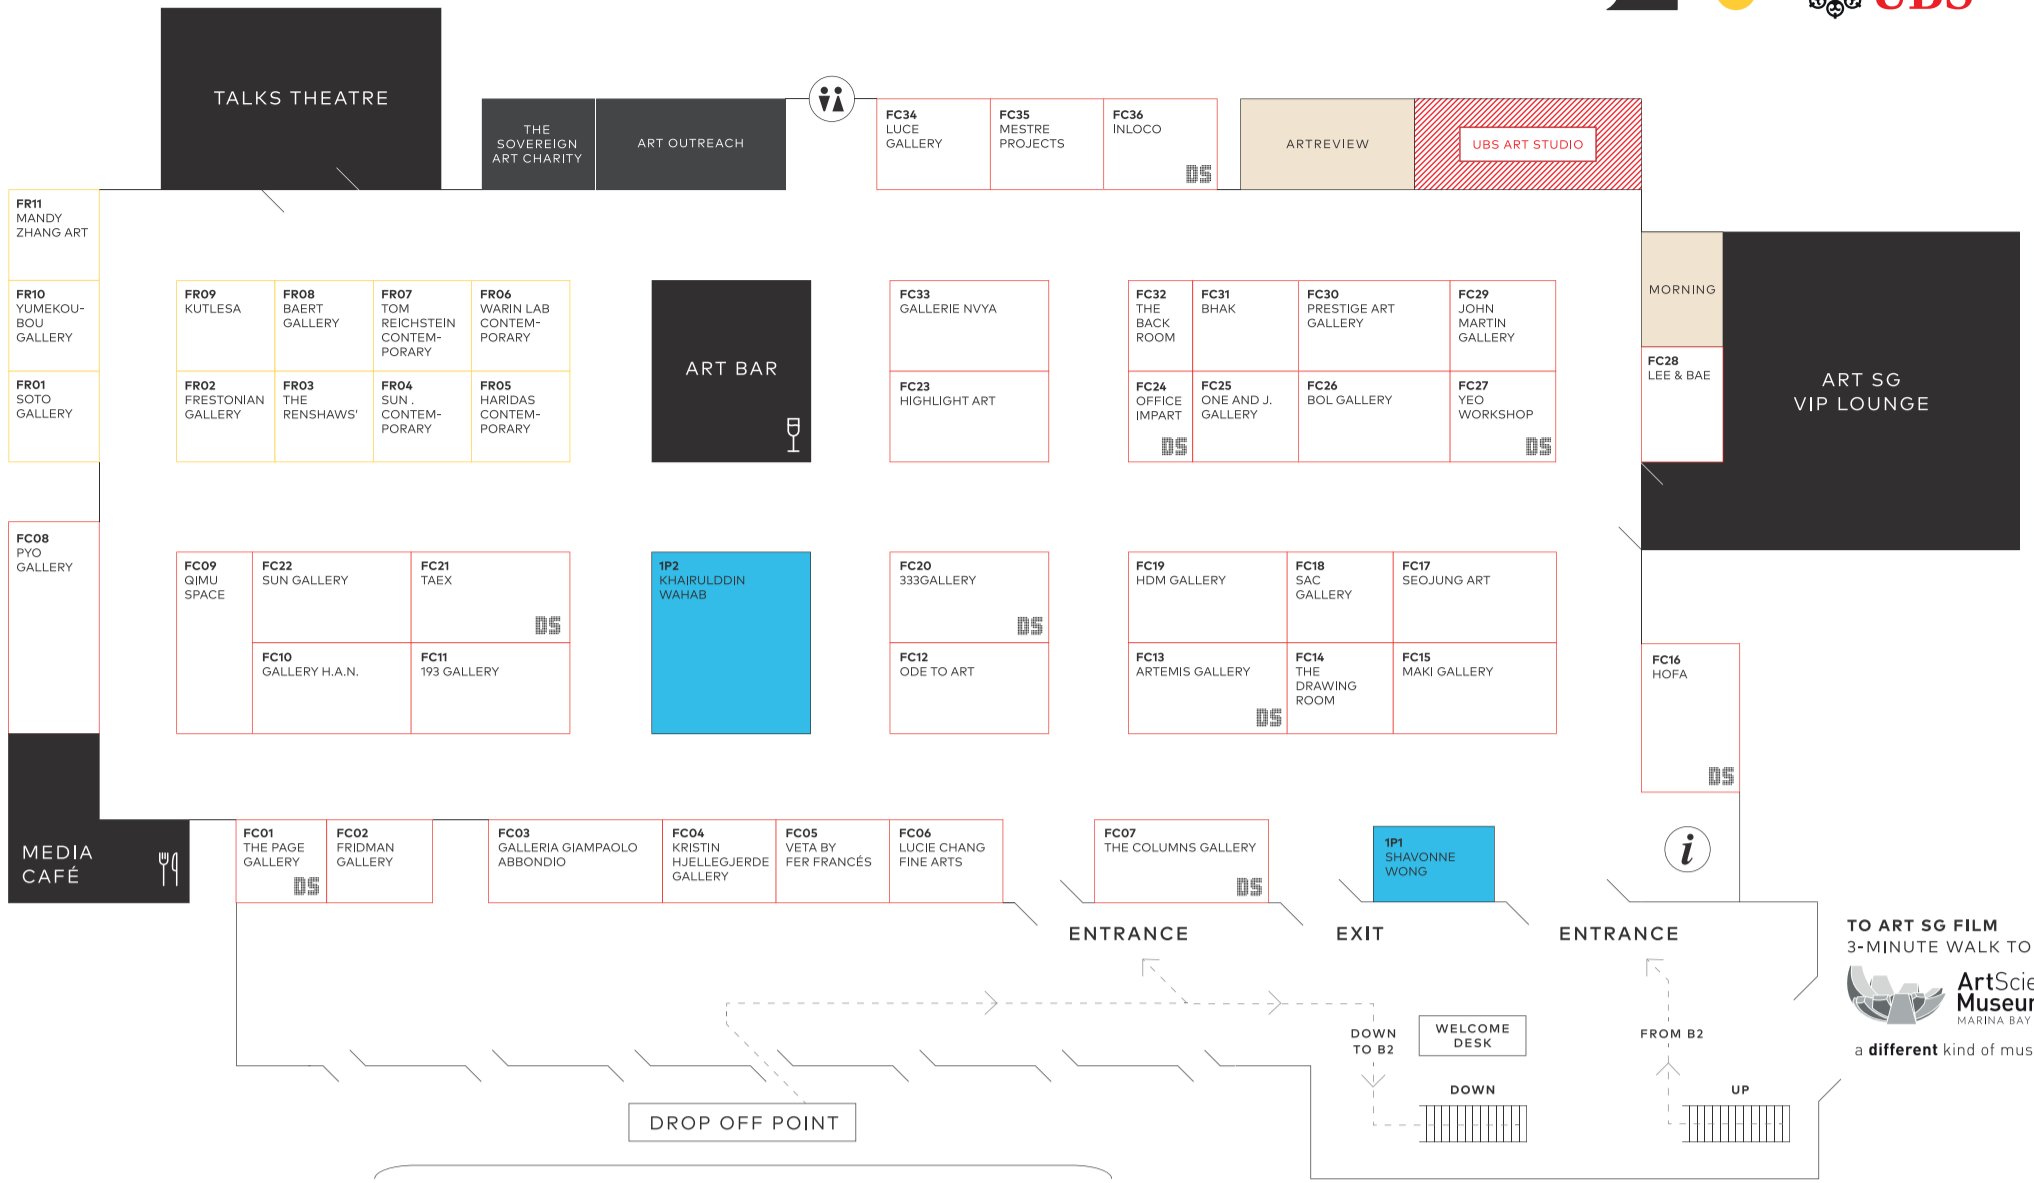 UBS
TALKS THEATRE
THE
SOVEREIGN
ART CHARITY
ART OUTREACH
FC34
LUCE
GALLERY
FC35
MESTRE
PROJECTS
FC36
INLOCO
DS
ARTREVIEW
UBS ART STUDIO
FR11
MANDY
ZHANG ART
FR10
YUMEKOU-
BOU
GALLERY
FR01
SOTO
GALLERY
FR09
KUTLESA
FR08
BAERT
GALLERY
FR07
TOM
REICHSTEIN
CONTEM-
PORARY
FR06
WARIN LAB
CONTEM-
PORARY
FR02
FRESTONIAN
GALLERY
FR03
THE
RENSHAWS'
FR04
SUN .
CONTEM-
PORARY
FR05
HARIDAS
CONTEM-
PORARY
ART BAR
FC33
GALLERIE NVYA
FC23
HIGHLIGHT ART
FC32
THE
BACK
ROOM
FC31
BHAK
FC30
PRESTIGE ART
GALLERY
FC29
JOHN
MARTIN
GALLERY
FC24
OFFICE
IMPART
DS
FC25
ONE AND J.
GALLERY
FC26
BOL GALLERY
FC27
YEO
WORKSHOP
DS
MORNING
FC28
LEE & BAE
ART SG
VIP LOUNGE
FC08
PYO
GALLERY
FC09
QIMU
SPACE
FC22
SUN GALLERY
FC21
TAEX
DS
FC10
GALLERY H.A.N.
FC11
193 GALLERY
1P2
KHAIRULDDIN
WAHAB
FC20
333GALLERY
DS
FC12
ODE TO ART
FC19
HDM GALLERY
FC18
SAC
GALLERY
FC17
SEOJUNG ART
FC13
ARTEMIS GALLERY
DS
FC14
THE
DRAWING
ROOM
FC15
MAKI GALLERY
FC16
HOFA
DS
MEDIA
CAFÉ
FC01
THE PAGE
GALLERY
DS
FC02
FRIDMAN
GALLERY
FC03
GALLERIA GIAMPAOLO
ABBONDIO
FC04
KRISTIN
HJELLEGJERDE
GALLERY
FC05
VETA BY
FER FRANCÉS
FC06
LUCIE CHANG
FINE ARTS
FC07
THE COLUMNS GALLERY
DS
1P1
SHAVONNE
WONG
i
ENTRANCE
EXIT
ENTRANCE
TO ART SG FILM
3-MINUTE WALK TO
ArtScie
Museum
MARINA BAY
a different kind of mus
DOWN
TO B2
WELCOME
DESK
FROM B2
DOWN
UP
DROP OFF POINT